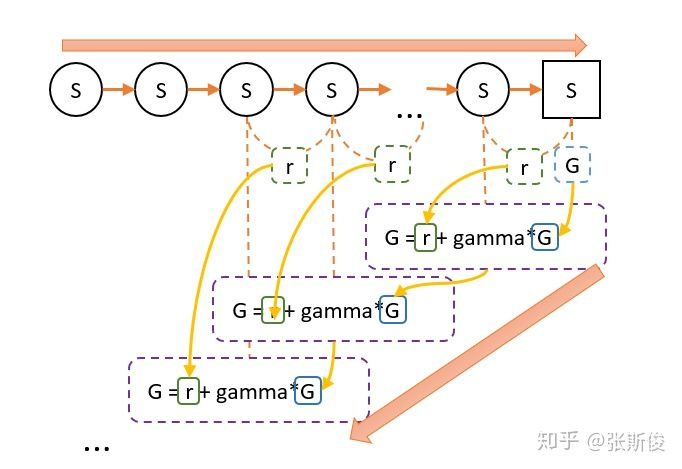 S S S S ... S S
r r r G
G = r + gamma*G
G = r + gamma*G
G = r + gamma*G
...
知乎 @张斯俊